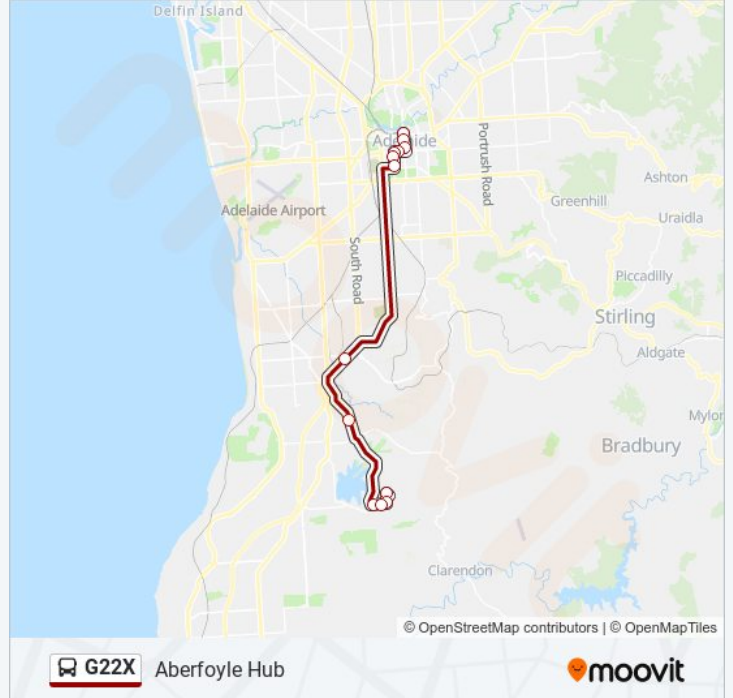 Delfin Island
Adelaide
Portrush Road
Ashton
Greenhill
Adelaide Airport
Uraidla
South Road
Piccadilly
Stirling
Aldgate
Mylor
Bradbury
Clarendon
© OpenStreetMap contributors | © OpenMapTiles
G22X Aberfoyle Hub
moovit